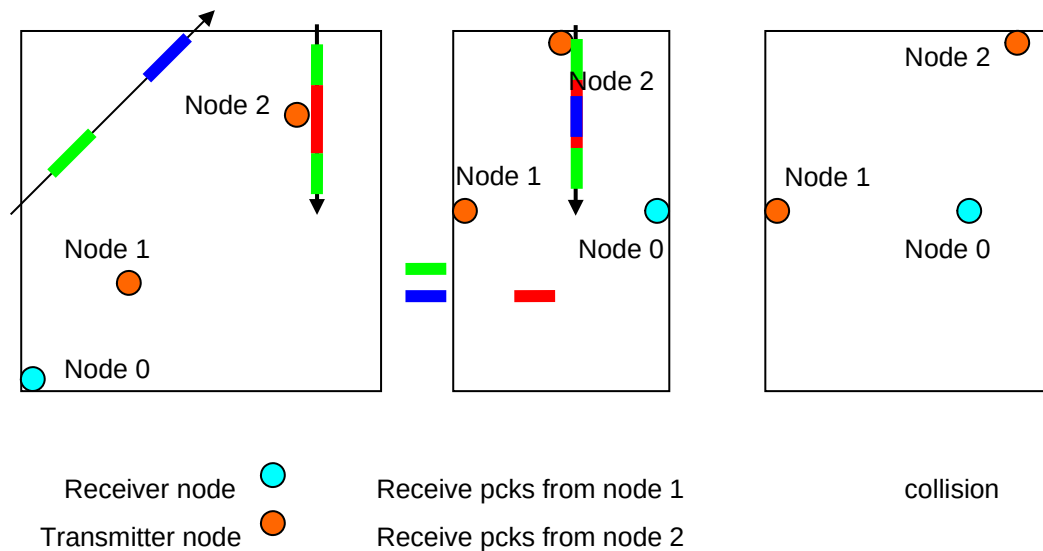 Node 2
Node 1
Node 0
Node 2
Node 1
Node 0
Node 2
Node 1
Node 0
Receiver node
Receive pcks from node 1
collision
Transmitter node
Receive pcks from node 2